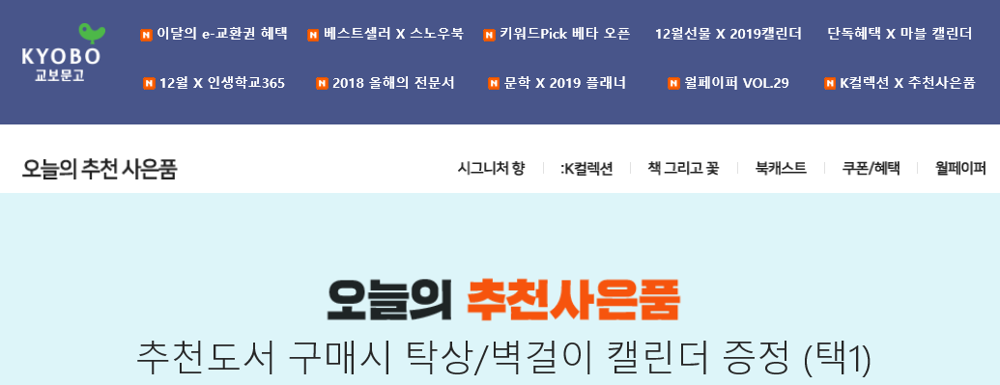 KYOBO
교보문고
N 이달의 e-교환권 혜택 N 베스트셀러 X 스노우북 N 키워드Pick 베타 오픈 12월선물 X 2019캘린더 단독혜택 X 마블 캘린더
N 12월 X 인생학교365 N 2018 올해의 전문서 N 문학 X 2019 플래너 N 월페이퍼 VOL.29 N K컬렉션 X 추천사은품
오늘의 추천 사은품
시그니처 향 :K컬렉션 책 그리고 꽃 북캐스트 쿠폰/혜택 월페이퍼
오늘의 추천사은품
추천도서 구매시 탁상/벽걸이 캘린더 증정 (택1)